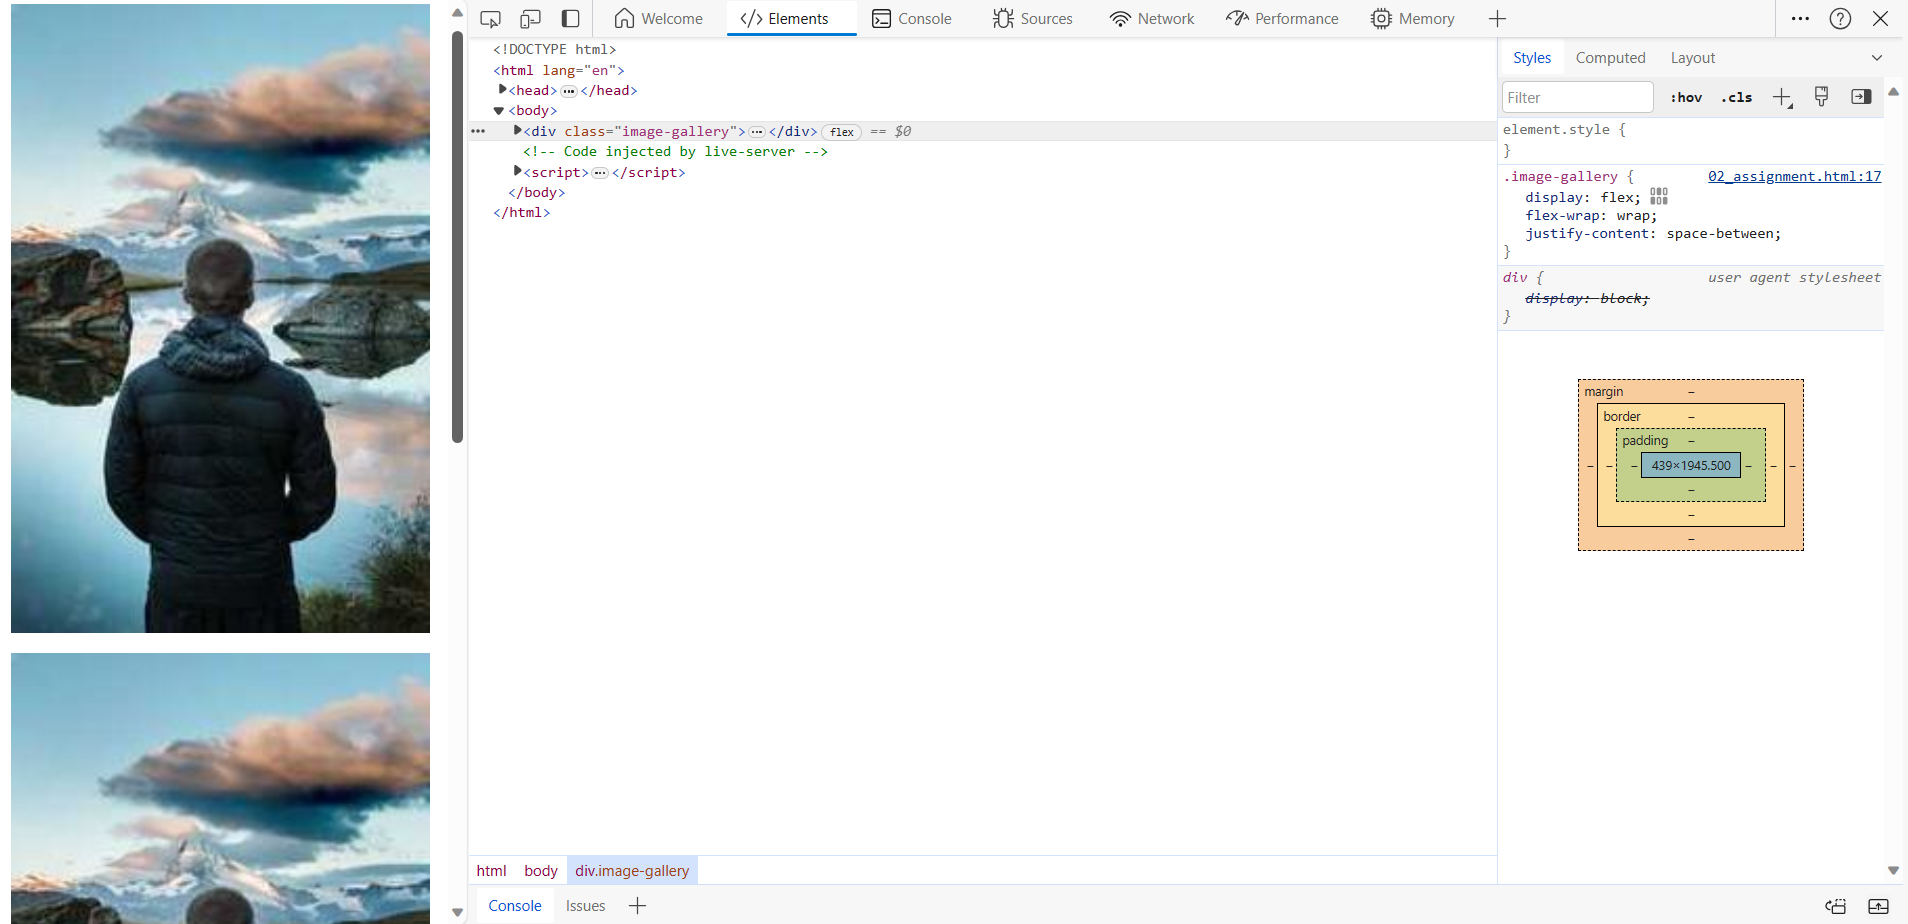 Welcome
</> Elements
Console
Sources
Network
Performance
Memory
<!DOCTYPE html>
<html lang="en">
<head>…</head>
<body>
<div class="image-gallery">…</div> flex == $0
<!-- Code injected by live-server -->
<script>…</script>
</body>
</html>
Styles Computed Layout
Filter :hov .cls
element.style {
}
.image-gallery { 02_assignment.html:17
display: flex;
flex-wrap: wrap;
justify-content: space-between;
}
div { user agent stylesheet
display: block;
}
margin –
border –
padding –
– – – 439×1945.500 – – –
–
–
–
html body div.image-gallery
Console Issues